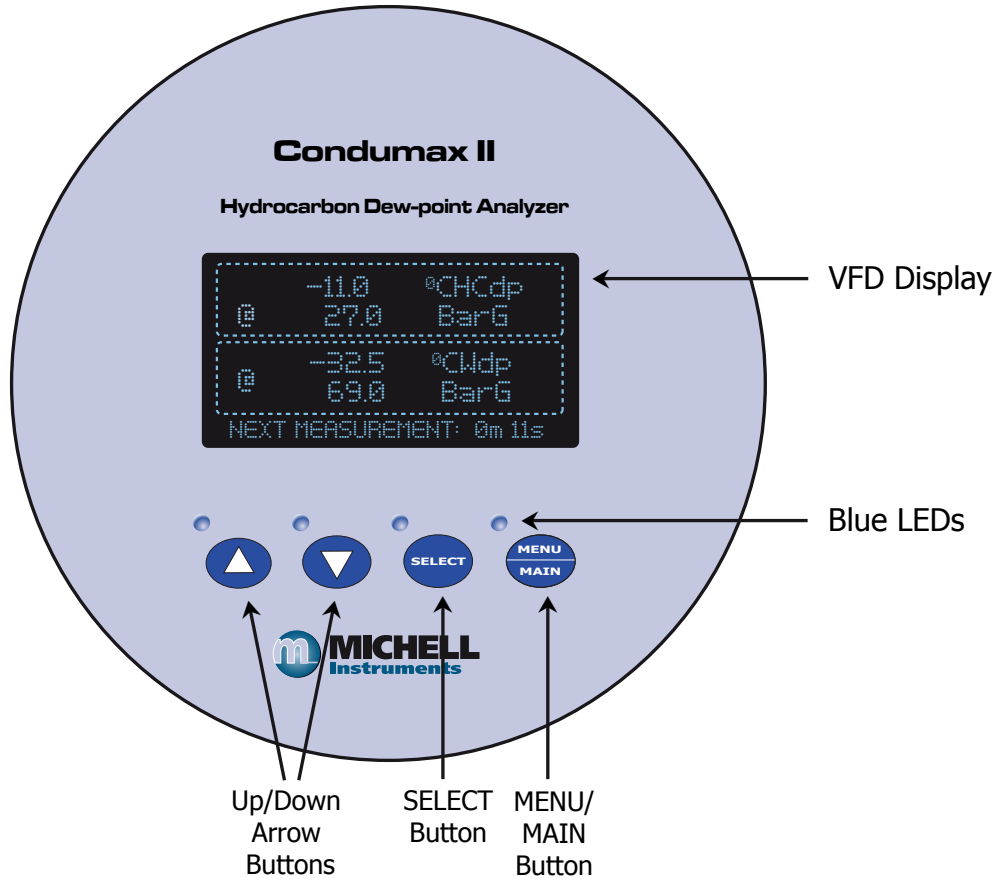 Condumax II
Hydrocarbon Dew-point Analyzer
-11.0 ⁰CHCdp
@ 27.0 BarG
-32.5 ⁰CWdp
@ 69.0 BarG
NEXT MEASUREMENT: 0m 11s
VFD Display
Blue LEDs
SELECT
MENU
MAIN
m MICHELL
Instruments
Up/Down
Arrow
Buttons
SELECT
Button
MENU/
MAIN
Button